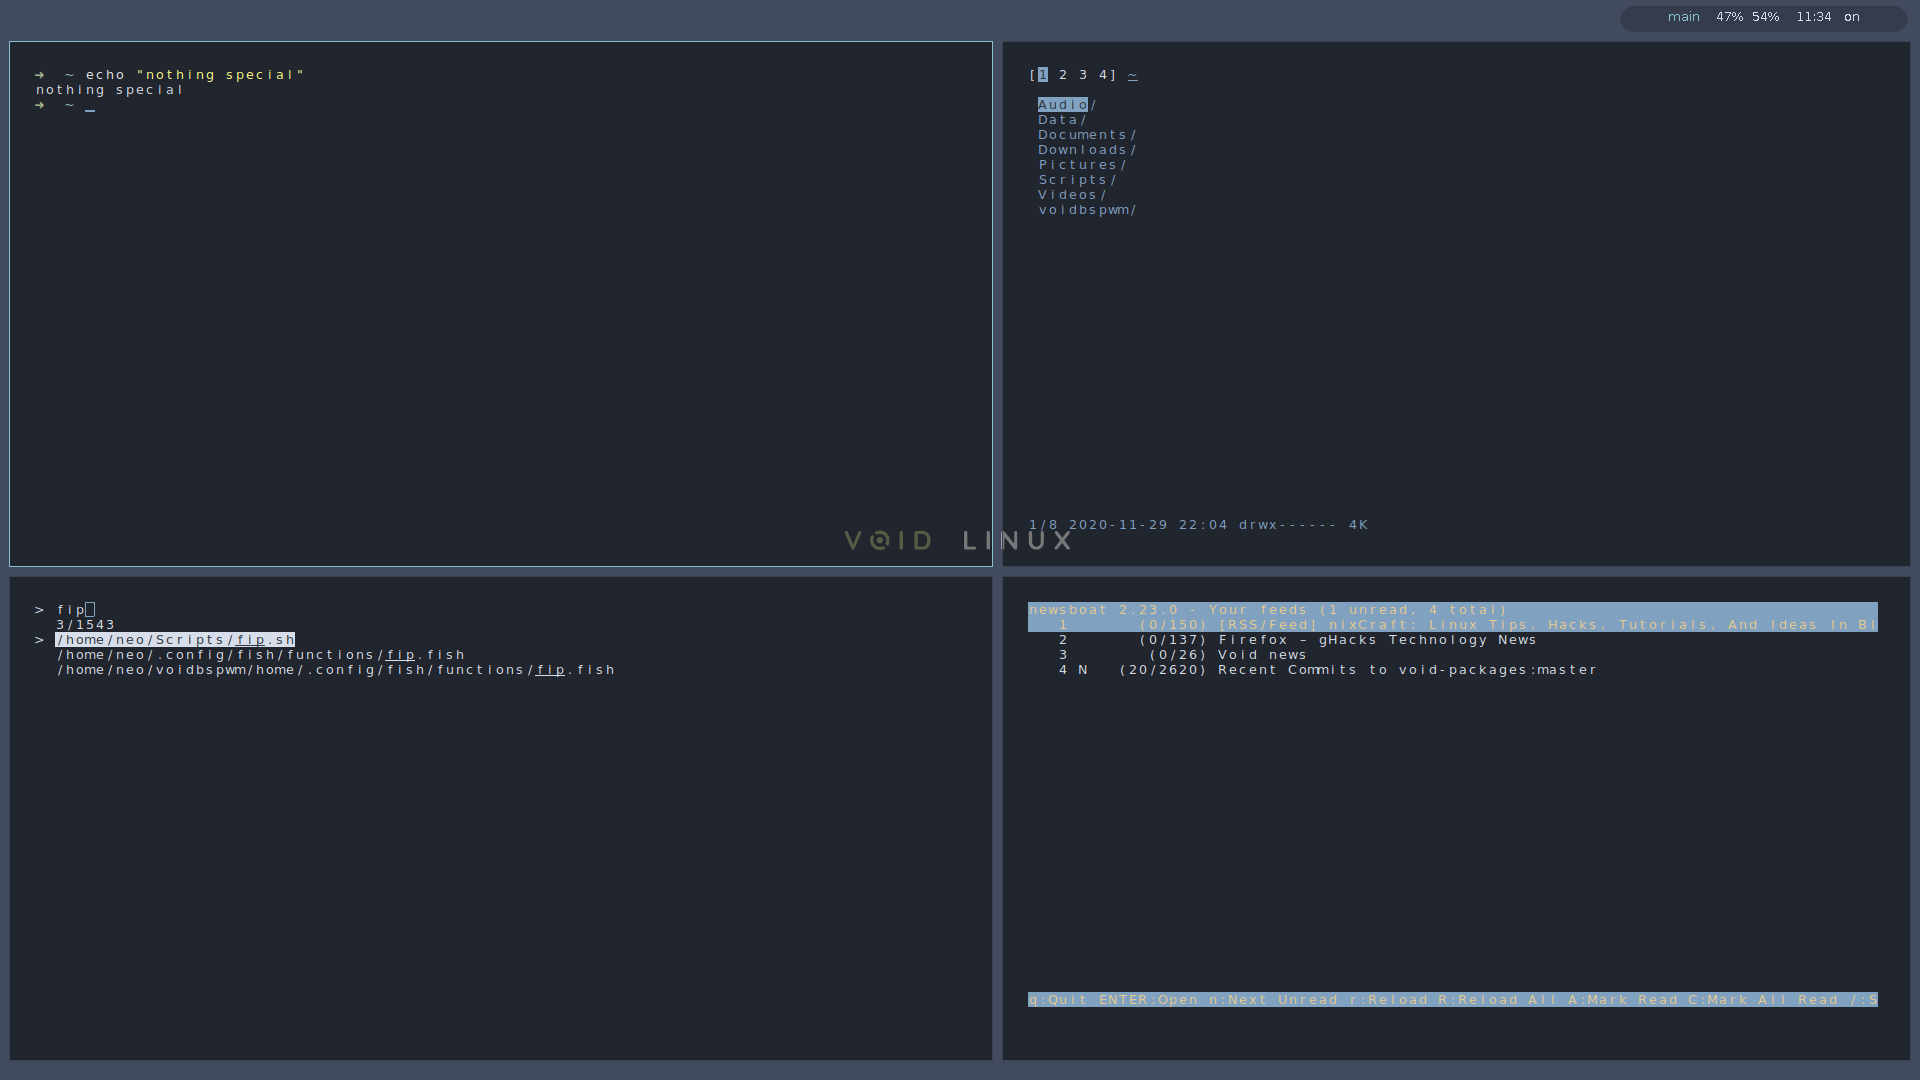 main 47% 54% 11:34 on
➜ ~ echo "nothing special"
nothing special
➜ ~ _
[1 2 3 4] ~
Audio/
Data/
Documents/
Downloads/
Pictures/
Scripts/
Videos/
voidbspwm/
1/8 2020-11-29 22:04 drwx------ 4K
VOID LINUX
> fip
3/1543
> /home/neo/Scripts/fip.sh
/home/neo/.config/fish/functions/fip.fish
/home/neo/voidbspwm/home/.config/fish/functions/fip.fish
newsboat 2.23.0 - Your feeds (1 unread, 4 total)
1 (0/150) [RSS/Feed] nixCraft: Linux Tips, Hacks, Tutorials, And Ideas In Bl
2 (0/137) Firefox – gHacks Technology News
3 (0/26) Void news
4 N (20/2620) Recent Commits to void-packages:master
q:Quit ENTER:Open n:Next Unread r:Reload R:Reload All A:Mark Read C:Mark All Read /:S